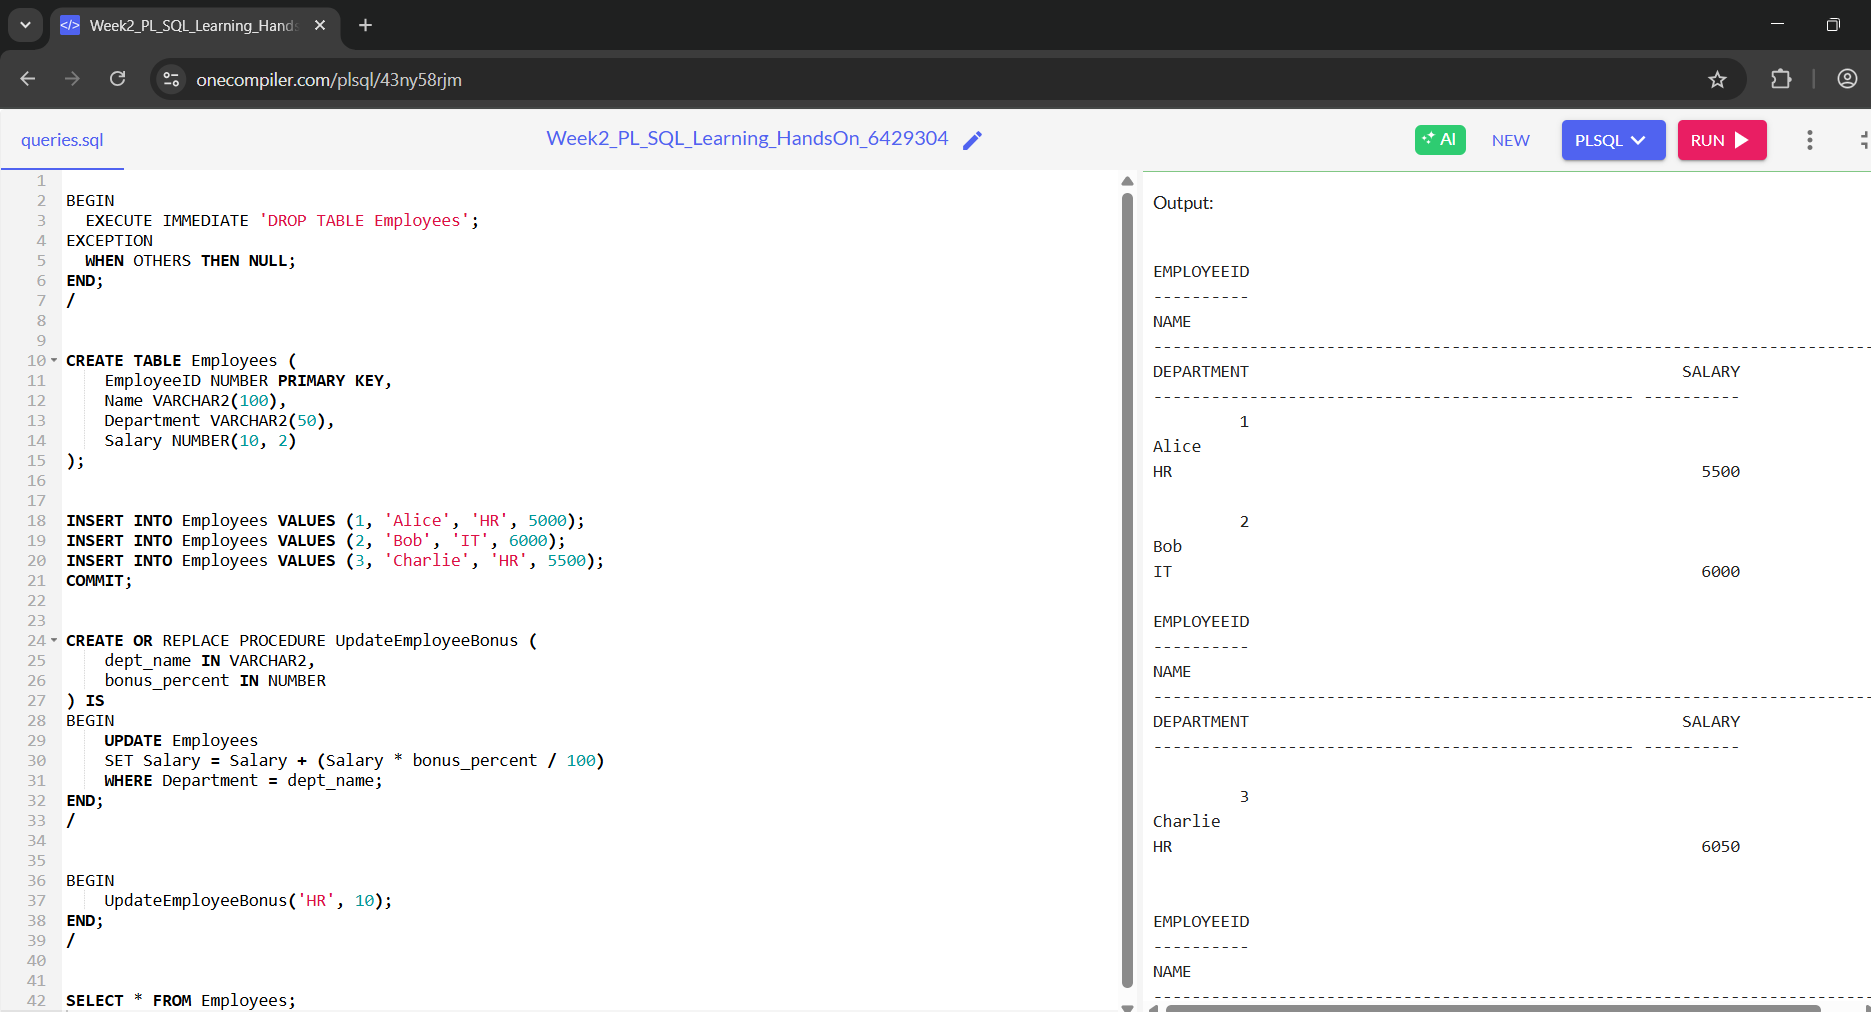 Week2_PL_SQL_Learning_Hands
onecompiler.com/plsql/43ny58rjm
queries.sql
Week2_PL_SQL_Learning_HandsOn_6429304
AI
NEW
PLSQL
RUN
1
2 BEGIN
3   EXECUTE IMMEDIATE 'DROP TABLE Employees';
4 EXCEPTION
5   WHEN OTHERS THEN NULL;
6 END;
7 /
8
9
10 CREATE TABLE Employees (
11     EmployeeID NUMBER PRIMARY KEY,
12     Name VARCHAR2(100),
13     Department VARCHAR2(50),
14     Salary NUMBER(10, 2)
15 );
16
17
18 INSERT INTO Employees VALUES (1, 'Alice', 'HR', 5000);
19 INSERT INTO Employees VALUES (2, 'Bob', 'IT', 6000);
20 INSERT INTO Employees VALUES (3, 'Charlie', 'HR', 5500);
21 COMMIT;
22
23
24 CREATE OR REPLACE PROCEDURE UpdateEmployeeBonus (
25     dept_name IN VARCHAR2,
26     bonus_percent IN NUMBER
27 ) IS
28 BEGIN
29     UPDATE Employees
30     SET Salary = Salary + (Salary * bonus_percent / 100)
31     WHERE Department = dept_name;
32 END;
33 /
34
35
36 BEGIN
37     UpdateEmployeeBonus('HR', 10);
38 END;
39 /
40
41
42 SELECT * FROM Employees;
Output:
EMPLOYEEID
----------
NAME
--------------------------------------------------------------------------
DEPARTMENT                                             SALARY
-------------------------------------------------- ----------
         1
Alice
HR                                                       5500
         2
Bob
IT                                                       6000
EMPLOYEEID
----------
NAME
--------------------------------------------------------------------------
DEPARTMENT                                             SALARY
-------------------------------------------------- ----------
         3
Charlie
HR                                                       6050
EMPLOYEEID
----------
NAME
--------------------------------------------------------------------------